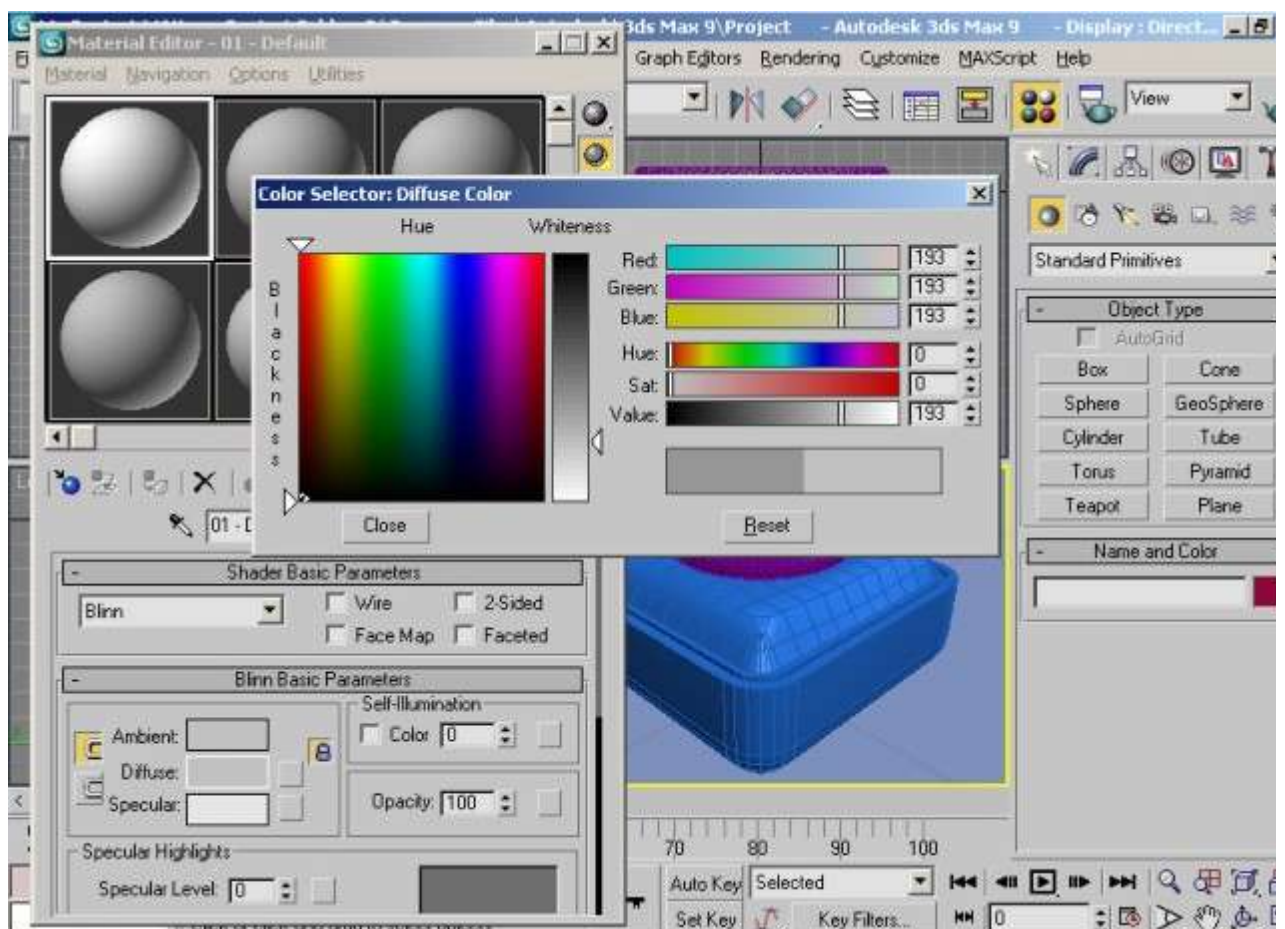 3ds Max 9\Project - Autodesk 3ds Max 9 - Display : Direct...
Material Editor - 01 - Default
Graph Editors Rendering Customize MAXScript Help
Material Navigation Options Utilities
View
Color Selector: Diffuse Color
Hue Whiteness
Blackness
Red: 193
Green: 193
Blue: 193
Hue: 0
Sat: 0
Value: 193
Close Reset
Standard Primitives
- Object Type
AutoGrid
Box Cone
Sphere GeoSphere
Cylinder Tube
Torus Pyramid
Teapot Plane
- Name and Color
01 - D
- Shader Basic Parameters
Blinn
Wire 2-Sided
Face Map Faceted
- Blinn Basic Parameters
Self-Illumination
Ambient: Color 0
Diffuse:
Specular: Opacity: 100
Specular Highlights
Specular Level: 0
70 80 90 100
Auto Key Selected
Set Key Key Filters... 0